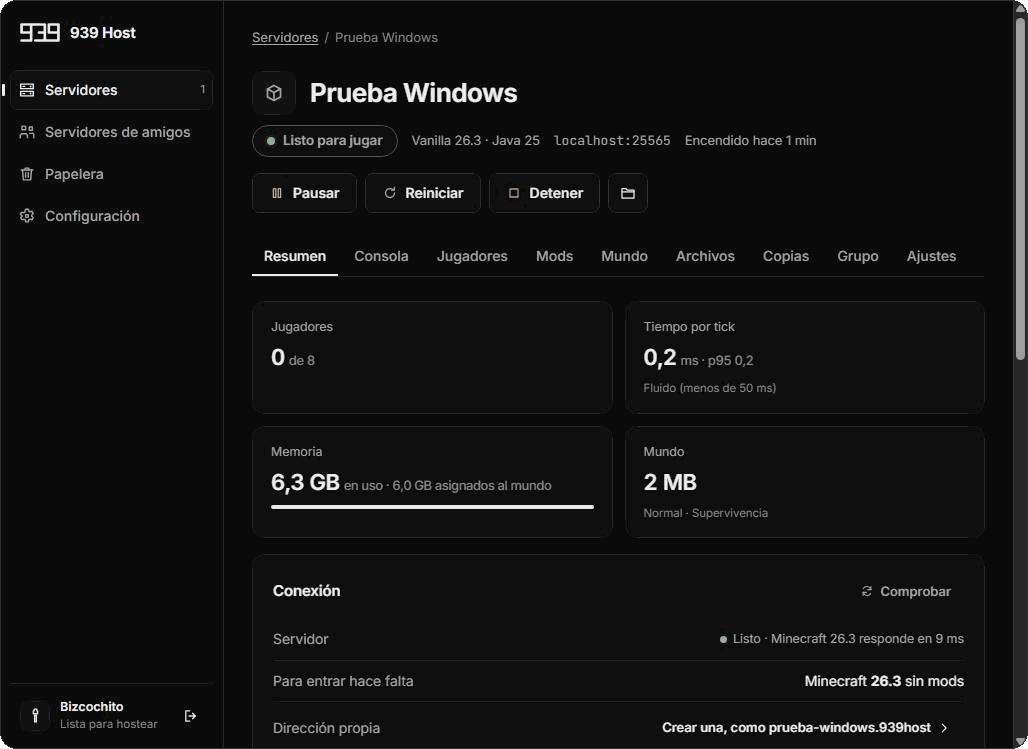 939 939 Host
Servidores 1
Servidores de amigos
Papelera
Configuración
Bizcochito
Lista para hostear
Servidores / Prueba Windows
Prueba Windows
Listo para jugar Vanilla 26.3 · Java 25 localhost:25565 Encendido hace 1 min
Pausar Reiniciar Detener
Resumen Consola Jugadores Mods Mundo Archivos Copias Grupo Ajustes
Jugadores
0 de 8
Tiempo por tick
0,2 ms · p95 0,2
Fluido (menos de 50 ms)
Memoria
6,3 GB en uso · 6,0 GB asignados al mundo
Mundo
2 MB
Normal · Supervivencia
Conexión Comprobar
Servidor Listo · Minecraft 26.3 responde en 9 ms
Para entrar hace falta Minecraft 26.3 sin mods
Dirección propia Crear una, como prueba-windows.939host